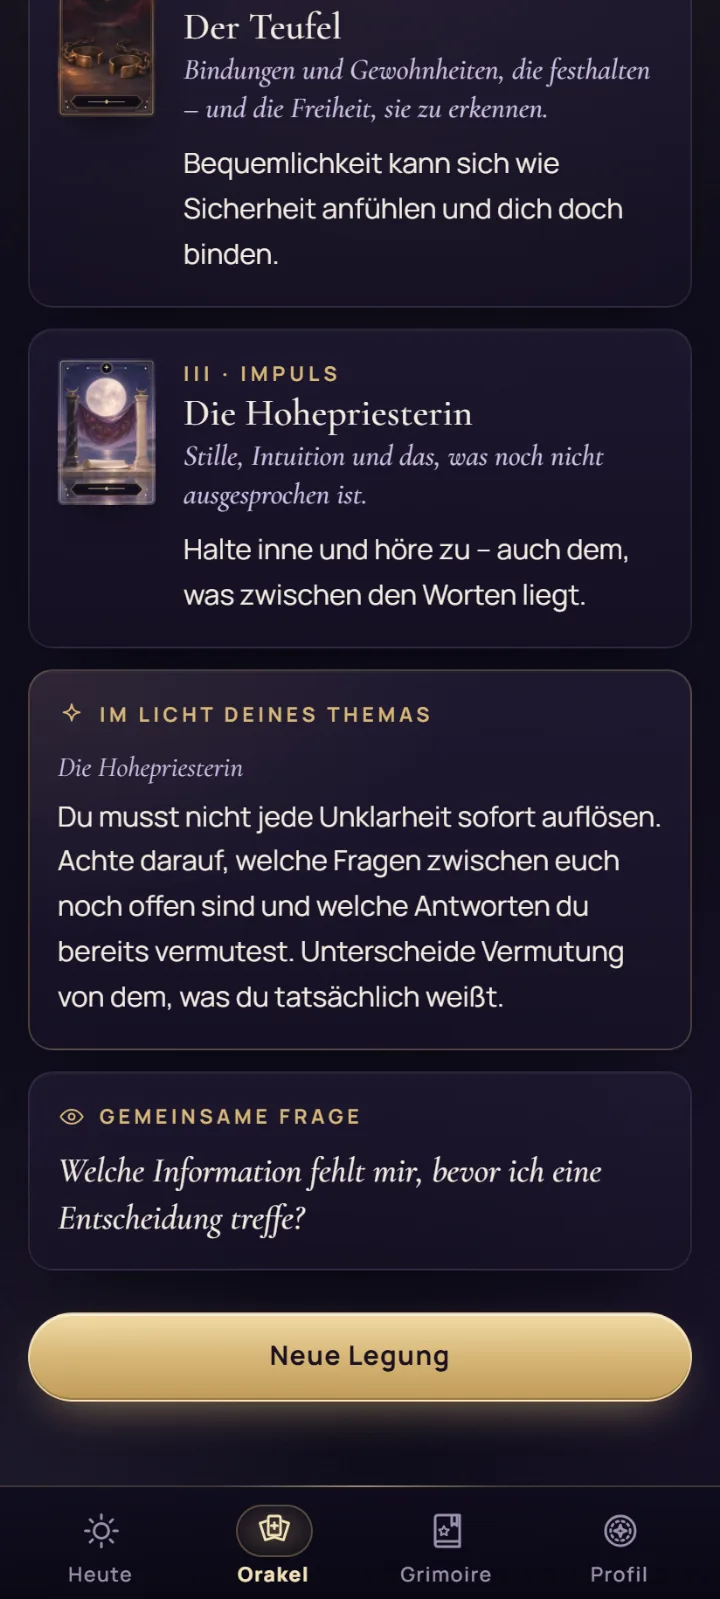 Der Teufel
Bindungen und Gewohnheiten, die festhalten
– und die Freiheit, sie zu erkennen.
Bequemlichkeit kann sich wie
Sicherheit anfühlen und dich doch
binden.
III · IMPULS
Die Hohepriesterin
Stille, Intuition und das, was noch nicht
ausgesprochen ist.
Halte inne und höre zu – auch dem,
was zwischen den Worten liegt.
IM LICHT DEINES THEMAS
Die Hohepriesterin
Du musst nicht jede Unklarheit sofort auflösen.
Achte darauf, welche Fragen zwischen euch
noch offen sind und welche Antworten du
bereits vermutest. Unterscheide Vermutung
von dem, was du tatsächlich weißt.
GEMEINSAME FRAGE
Welche Information fehlt mir, bevor ich eine
Entscheidung treffe?
Neue Legung
Heute
Orakel
Grimoire
Profil